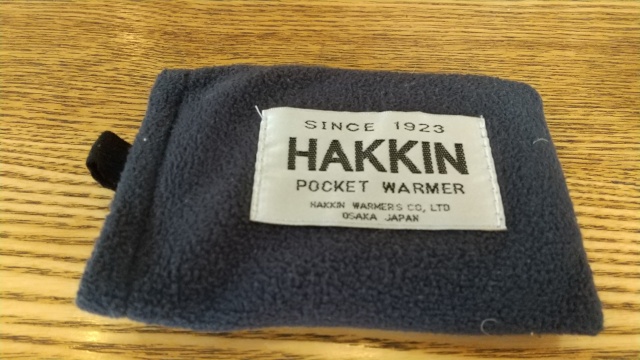 SINCE 1923
HAKKIN
POCKET WARMER
HAKKIN WARMERS CO, LTD
OSAKA JAPAN